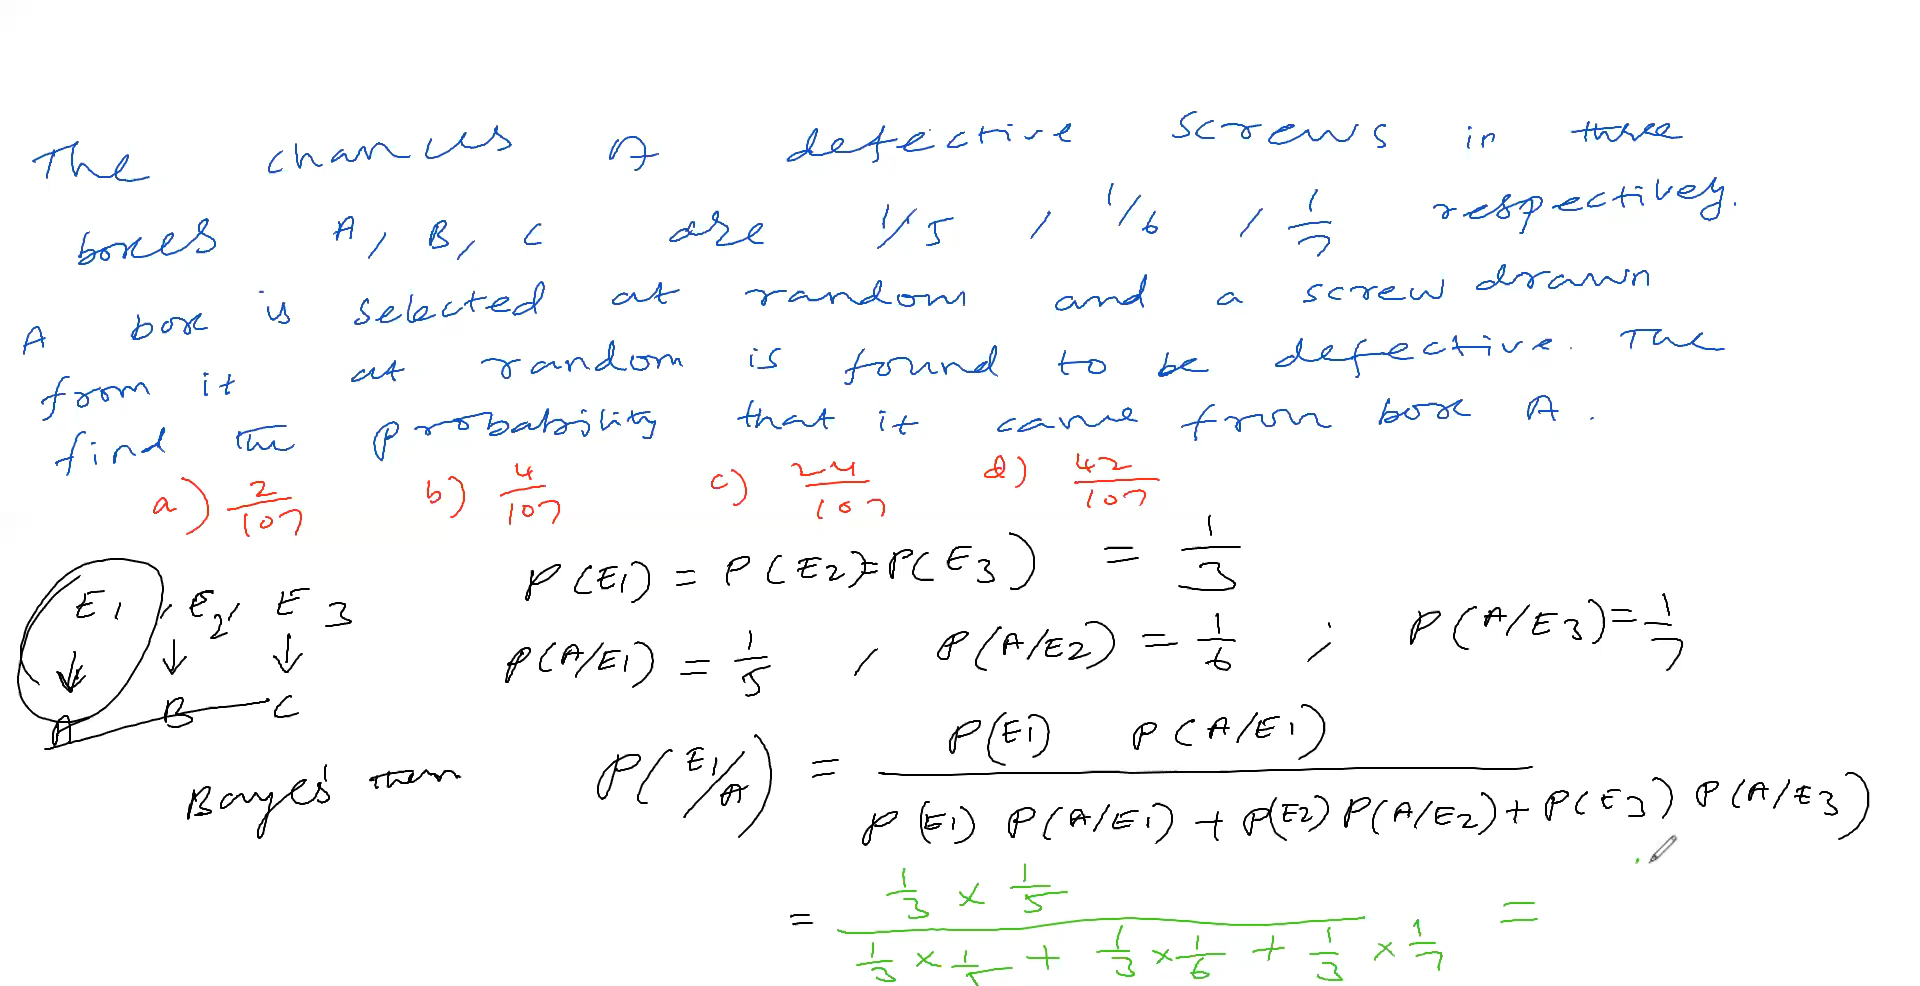 The chances of defective screws in three
boxes A, B, C are 1/5, 1/6, 1/7 respectively.
A box is selected at random and a screw drawn
from it at random is found to be defective. The
find the probability that it came from box A.
a) 2/107 b) 4/107 c) 24/107 d) 42/107
P(E1) = P(E2) = P(E3) = 1/3
E1, E2, E3
P(A/E1) = 1/5, P(A/E2) = 1/6; P(A/E3) = 1/7
A B C
Baye's them P(E1/A) = P(E1) P(A/E1) / P(E1) P(A/E1) + P(E2) P(A/E2) + P(E3) P(A/E3)
= 1/3 × 1/5 / 1/3 × 1/5 + 1/3 × 1/6 + 1/3 × 1/7 =